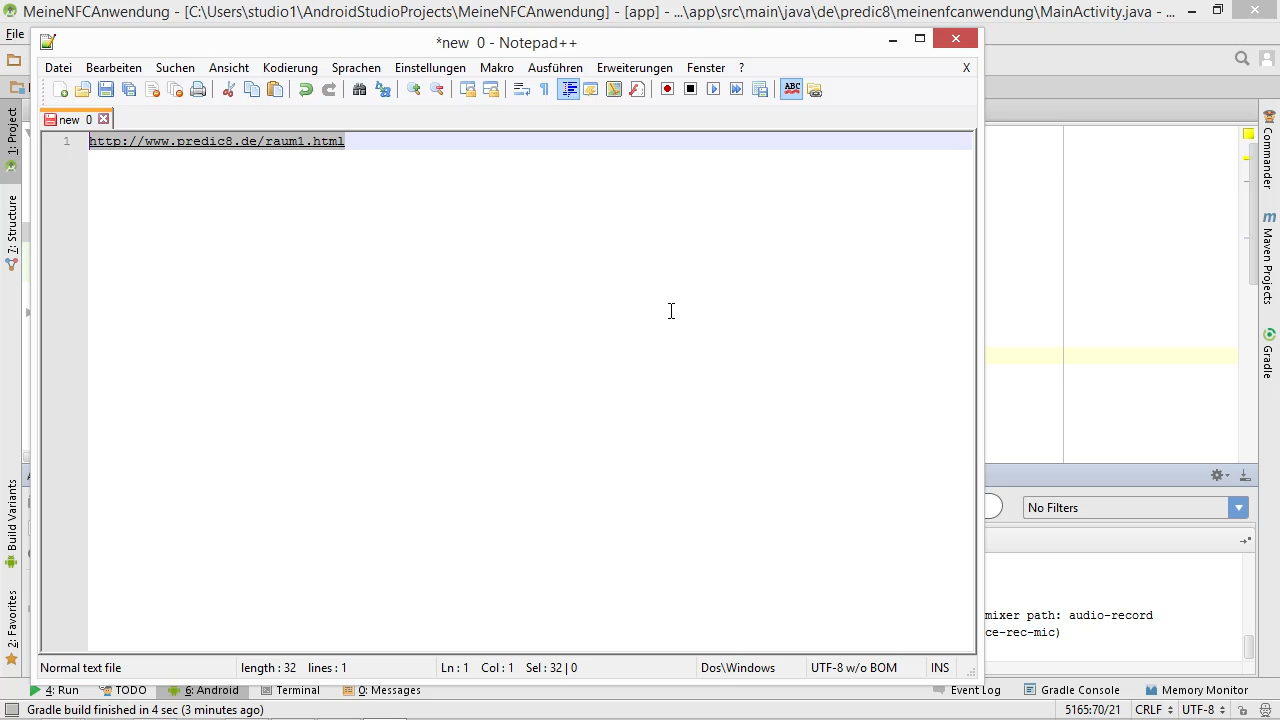 MeineNFCAnwendung - [C:\Users\studio1\AndroidStudioProjects\MeineNFCAnwendung] - [app] - ...\app\src\main\java\de\predic8\meinenfcanwendung\MainActivity.java - ...
File
*new 0 - Notepad++
Datei Bearbeiten Suchen Ansicht Kodierung Sprachen Einstellungen Makro Ausführen Erweiterungen Fenster ? X
ABC
new 0
1 http://www.predic8.de/raum1.html
1: Project
7: Structure
Build Variants
2: Favorites
Commander
m
Maven Projects
Gradle
No Filters
mixer path: audio-record
ce-rec-mic)
Normal text file length : 32 lines : 1 Ln : 1 Col : 1 Sel : 32 | 0 Dos\Windows UTF-8 w/o BOM INS
4: Run TODO 6: Android Terminal 0: Messages Event Log Gradle Console Memory Monitor
Gradle build finished in 4 sec (3 minutes ago) 5165:70/21 CRLF UTF-8